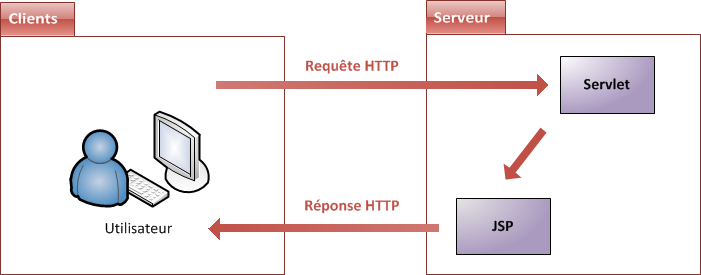 Clients
Serveur
Requête HTTP
Servlet
Réponse HTTP
JSP
Utilisateur